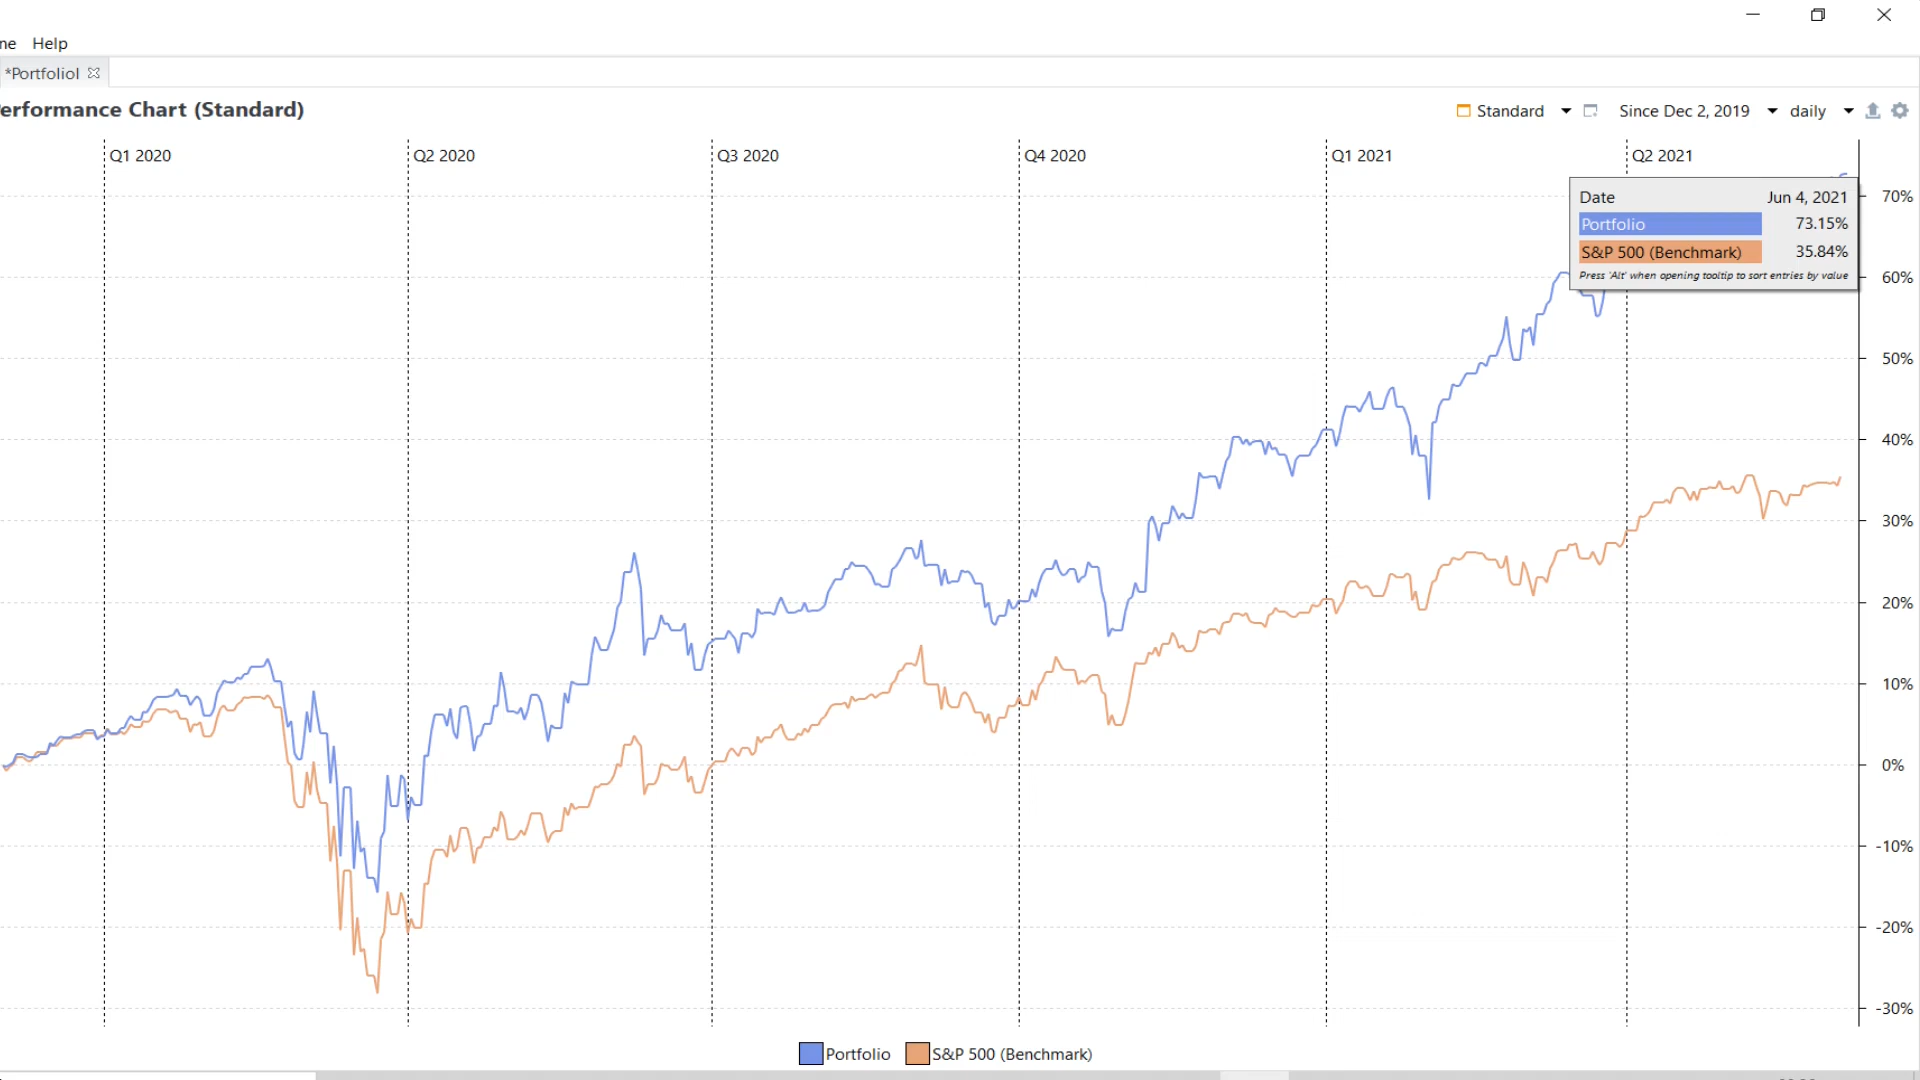 ne Help
*Portfoliol
erformance Chart (Standard)
Standard Since Dec 2, 2019 daily
Q1 2020 Q2 2020 Q3 2020 Q4 2020 Q1 2021 Q2 2021
Date Jun 4, 2021
Portfolio 73.15%
S&P 500 (Benchmark) 35.84%
Press 'Alt' when opening tooltip to sort entries by value
70%
60%
50%
40%
30%
20%
10%
0%
-10%
-20%
-30%
Portfolio S&P 500 (Benchmark)